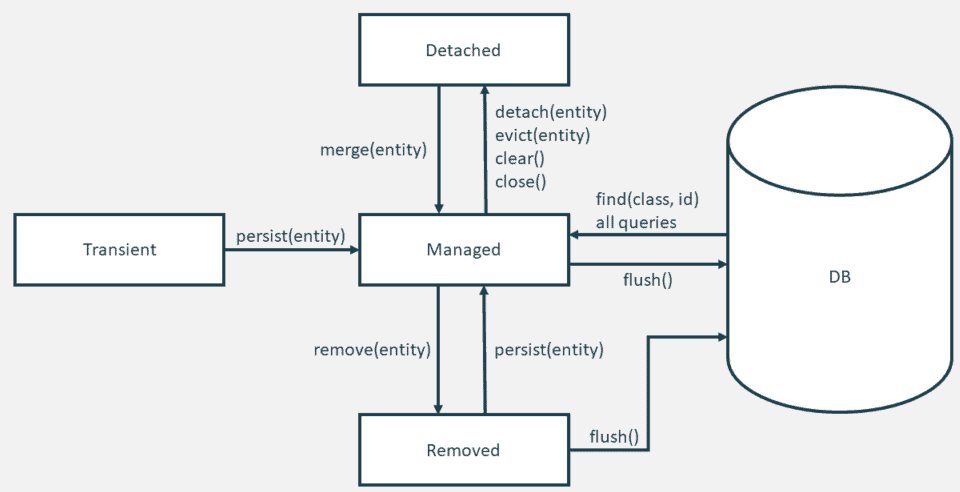 Detached
detach(entity)
evict(entity)
clear()
close()
merge(entity)
find(class, id)
all queries
Transient
persist(entity)
Managed
flush()
DB
remove(entity)
persist(entity)
Removed
flush()